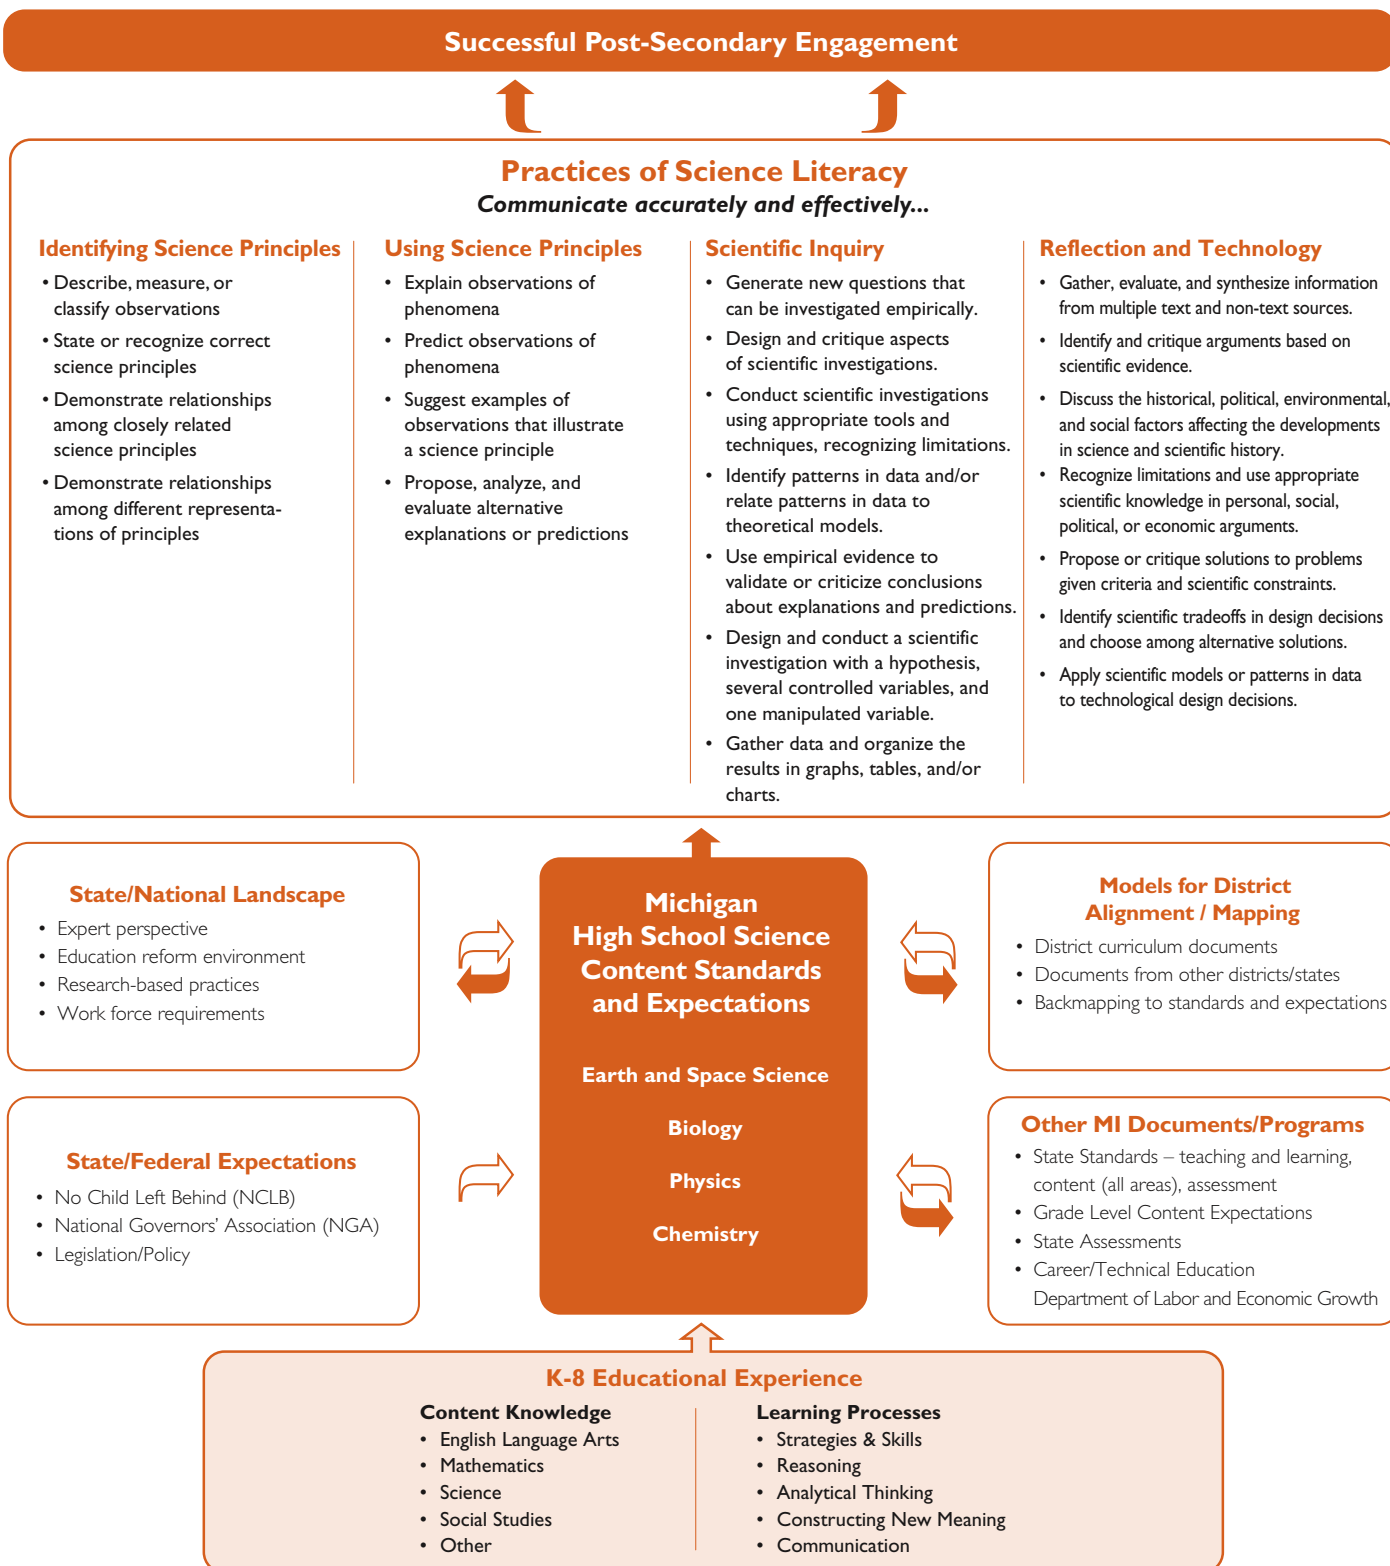 Successful Post-Secondary Engagement
Practices of Science Literacy
Communicate accurately and effectively...
Identifying Science Principles
• Describe, measure, or
classify observations
• State or recognize correct
science principles
• Demonstrate relationships
among closely related
science principles
• Demonstrate relationships
among different representa-
tions of principles
Using Science Principles
• Explain observations of
phenomena
• Predict observations of
phenomena
• Suggest examples of
observations that illustrate
a science principle
• Propose, analyze, and
evaluate alternative
explanations or predictions
Scientific Inquiry
• Generate new questions that
can be investigated empirically.
• Design and critique aspects
of scientific investigations.
• Conduct scientific investigations
using appropriate tools and
techniques, recognizing limitations.
• Identify patterns in data and/or
relate patterns in data to
theoretical models.
• Use empirical evidence to
validate or criticize conclusions
about explanations and predictions.
• Design and conduct a scientific
investigation with a hypothesis,
several controlled variables, and
one manipulated variable.
• Gather data and organize the
results in graphs, tables, and/or
charts.
Reflection and Technology
• Gather, evaluate, and synthesize information
from multiple text and non-text sources.
• Identify and critique arguments based on
scientific evidence.
• Discuss the historical, political, environmental,
and social factors affecting the developments
in science and scientific history.
• Recognize limitations and use appropriate
scientific knowledge in personal, social,
political, or economic arguments.
• Propose or critique solutions to problems
given criteria and scientific constraints.
• Identify scientific tradeoffs in design decisions
and choose among alternative solutions.
• Apply scientific models or patterns in data
to technological design decisions.
State/National Landscape
• Expert perspective
• Education reform environment
• Research-based practices
• Work force requirements
State/Federal Expectations
• No Child Left Behind (NCLB)
• National Governors' Association (NGA)
• Legislation/Policy
Michigan
High School Science
Content Standards
and Expectations
Earth and Space Science
Biology
Physics
Chemistry
Models for District
Alignment / Mapping
• District curriculum documents
• Documents from other districts/states
• Backmapping to standards and expectations
Other MI Documents/Programs
• State Standards – teaching and learning,
content (all areas), assessment
• Grade Level Content Expectations
• State Assessments
• Career/Technical Education
Department of Labor and Economic Growth
K-8 Educational Experience
Content Knowledge
• English Language Arts
• Mathematics
• Science
• Social Studies
• Other
Learning Processes
• Strategies & Skills
• Reasoning
• Analytical Thinking
• Constructing New Meaning
• Communication